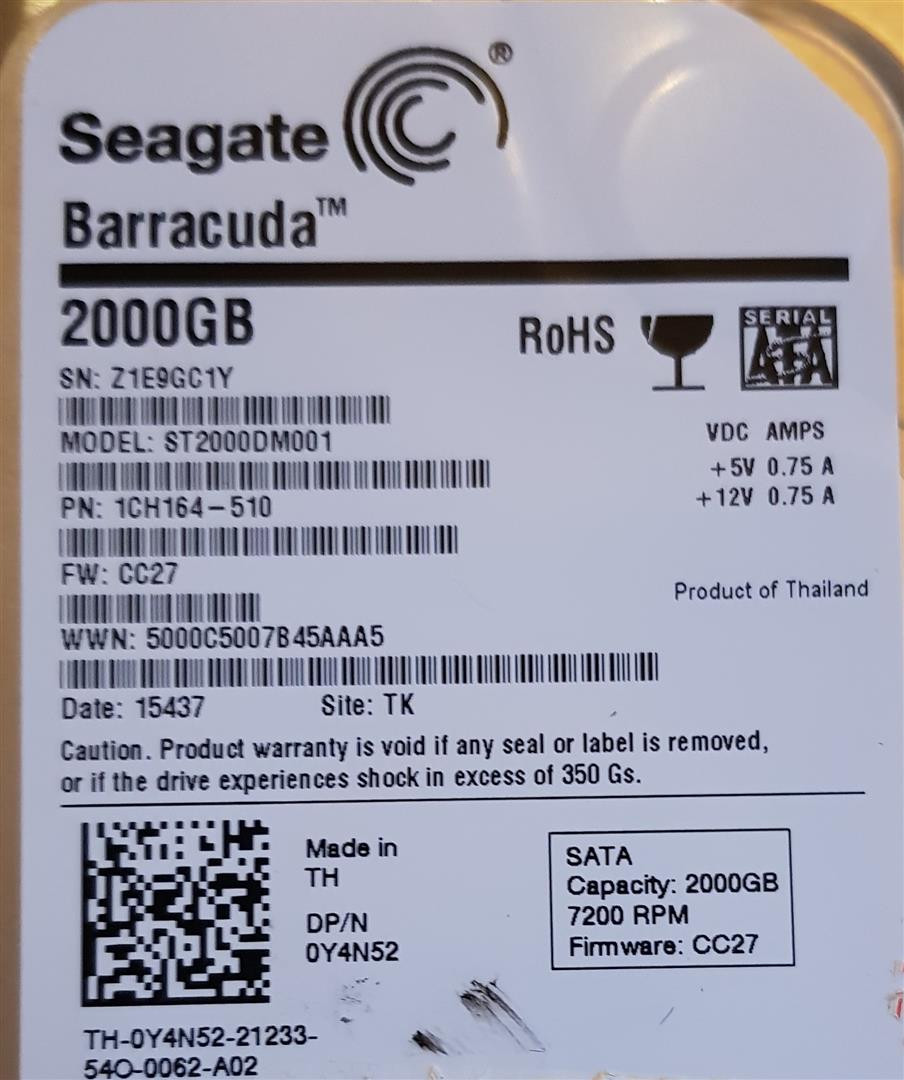 Seagate ®
Barracuda™
2000GB
RoHS
SERIAL
ATA
SN: Z1E9GC1Y
MODEL: ST2000DM001
VDC AMPS
+5V 0.75 A
+12V 0.75 A
PN: 1CH164-510
FW: CC27
Product of Thailand
WWN: 5000C5007B45AAA5
Date: 15437 Site: TK
Caution. Product warranty is void if any seal or label is removed,
or if the drive experiences shock in excess of 350 Gs.
Made in
TH
DP/N
0Y4N52
SATA
Capacity: 2000GB
7200 RPM
Firmware: CC27
TH-0Y4N52-21233-
54O-0062-A02